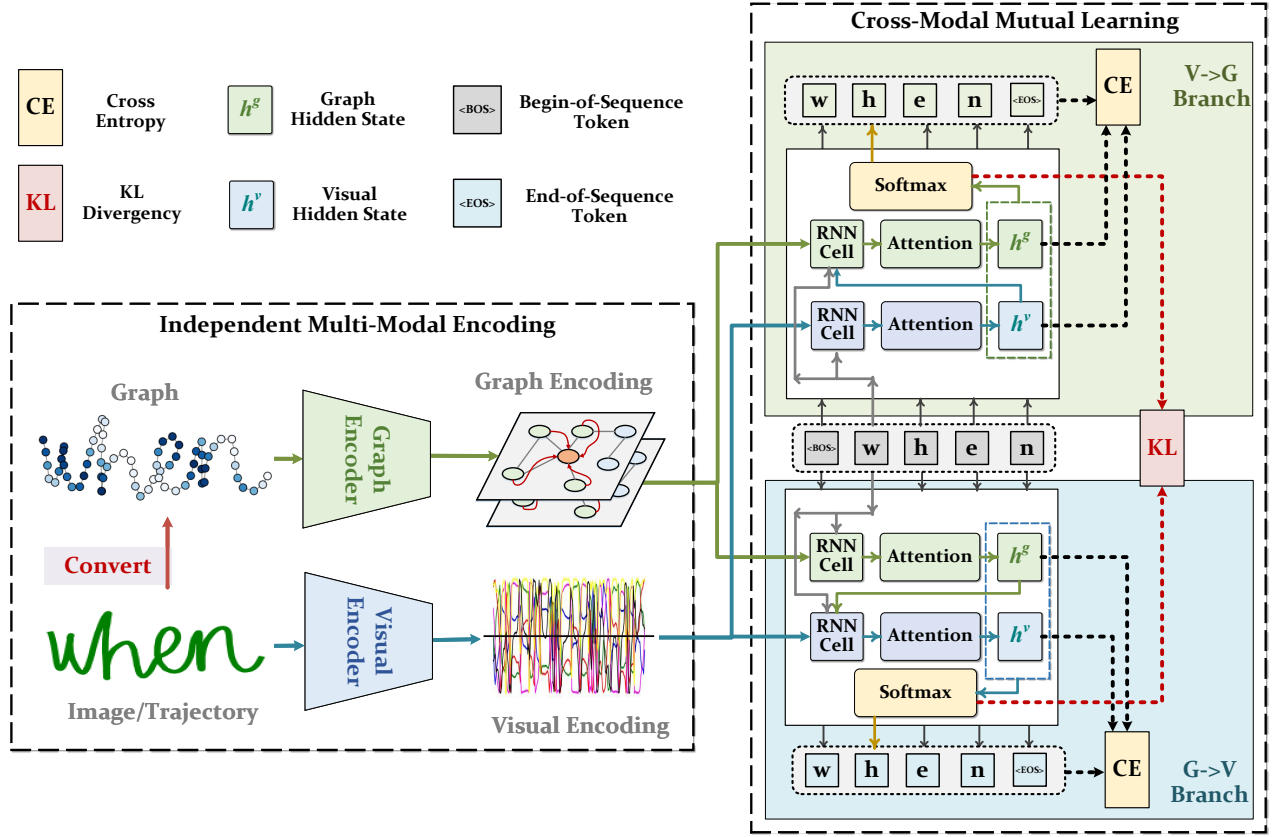 Cross-Modal Mutual Learning
CE
Cross
Entropy
h^g
Graph
Hidden State
<BOS>
Begin-of-Sequence
Token
KL
KL
Divergency
h^v
Visual
Hidden State
<EOS>
End-of-Sequence
Token
V->G
Branch
w h e n <EOS>
CE
Softmax
RNN
Cell
Attention
h^g
RNN
Cell
Attention
h^v
<BOS> w h e n
KL
RNN
Cell
Attention
h^g
RNN
Cell
Attention
h^v
Softmax
w h e n <EOS>
CE
G->V
Branch
Independent Multi-Modal Encoding
Graph
Graph
Encoder
Graph Encoding
Convert
when
Image/Trajectory
Visual
Encoder
Visual Encoding